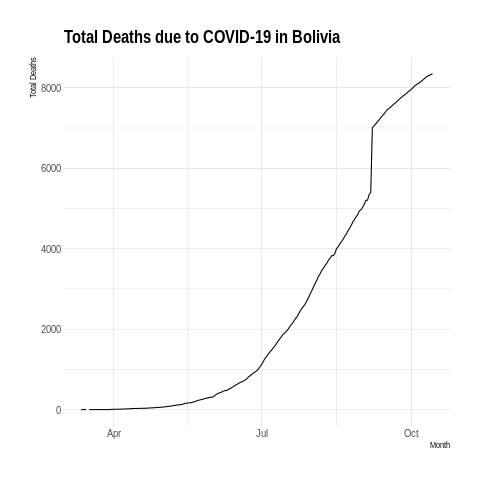 Total Deaths due to COVID-19 in Bolivia
Total Deaths
8000
6000
4000
2000
0
Apr Jul Oct
Month